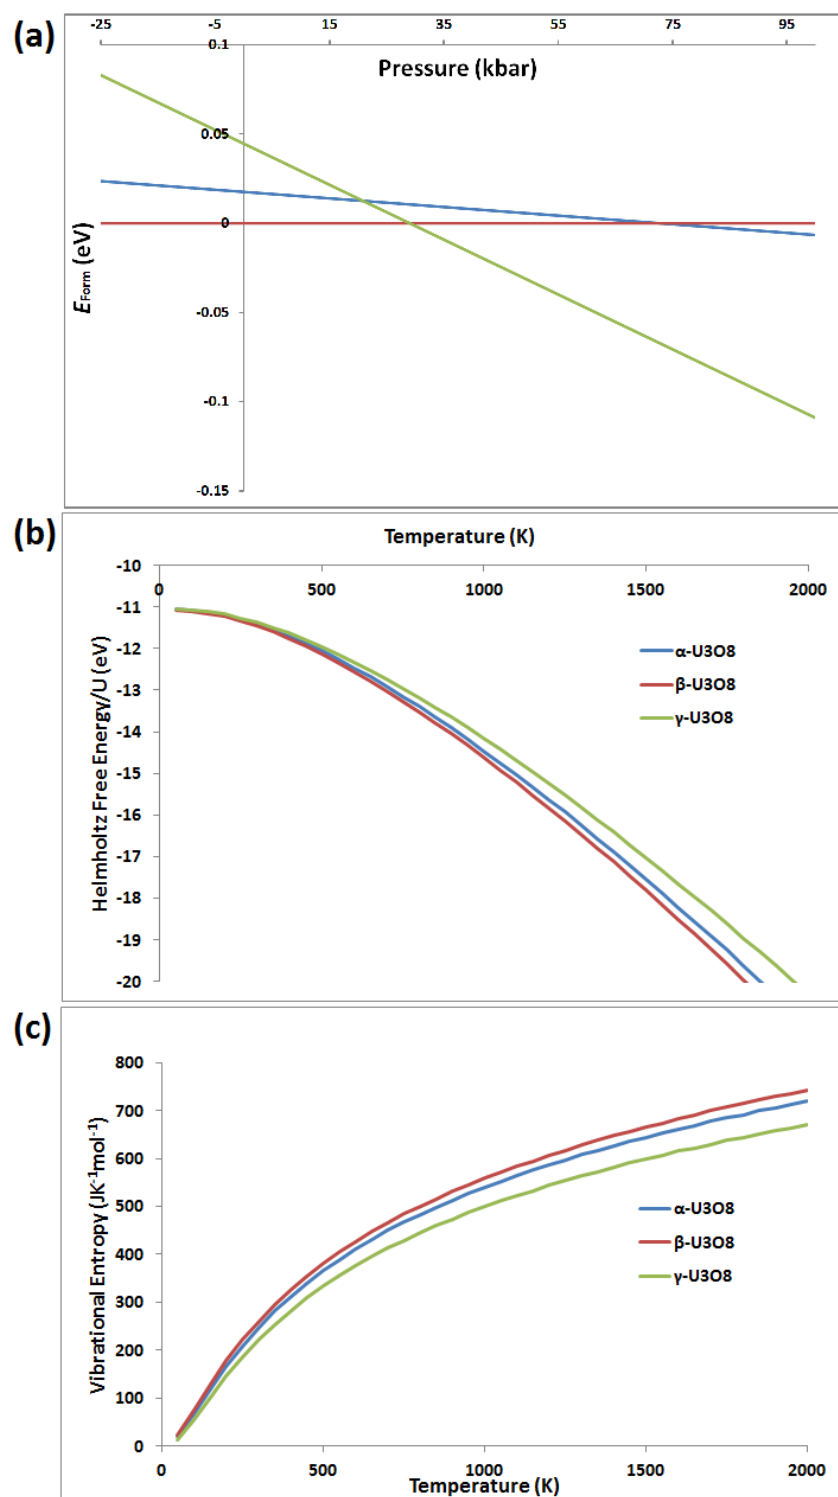 (a)
-25 -5 15 35 55 75 95
0.1
Pressure (kbar)
0.05
0
-0.05
-0.1
-0.15
EForm (eV)
(b)
Temperature (K)
-10
0 500 1000 1500 2000
-11
-12
-13
-14
-15
-16
-17
-18
-19
-20
Helmholtz Free Energy/U (eV)
α-U3O8
β-U3O8
γ-U3O8
(c)
800
700
600
500
400
300
200
100
0
Vibrational Entropy (JK-1mol-1)
α-U3O8
β-U3O8
γ-U3O8
0 500 1000 1500 2000
Temperature (K)